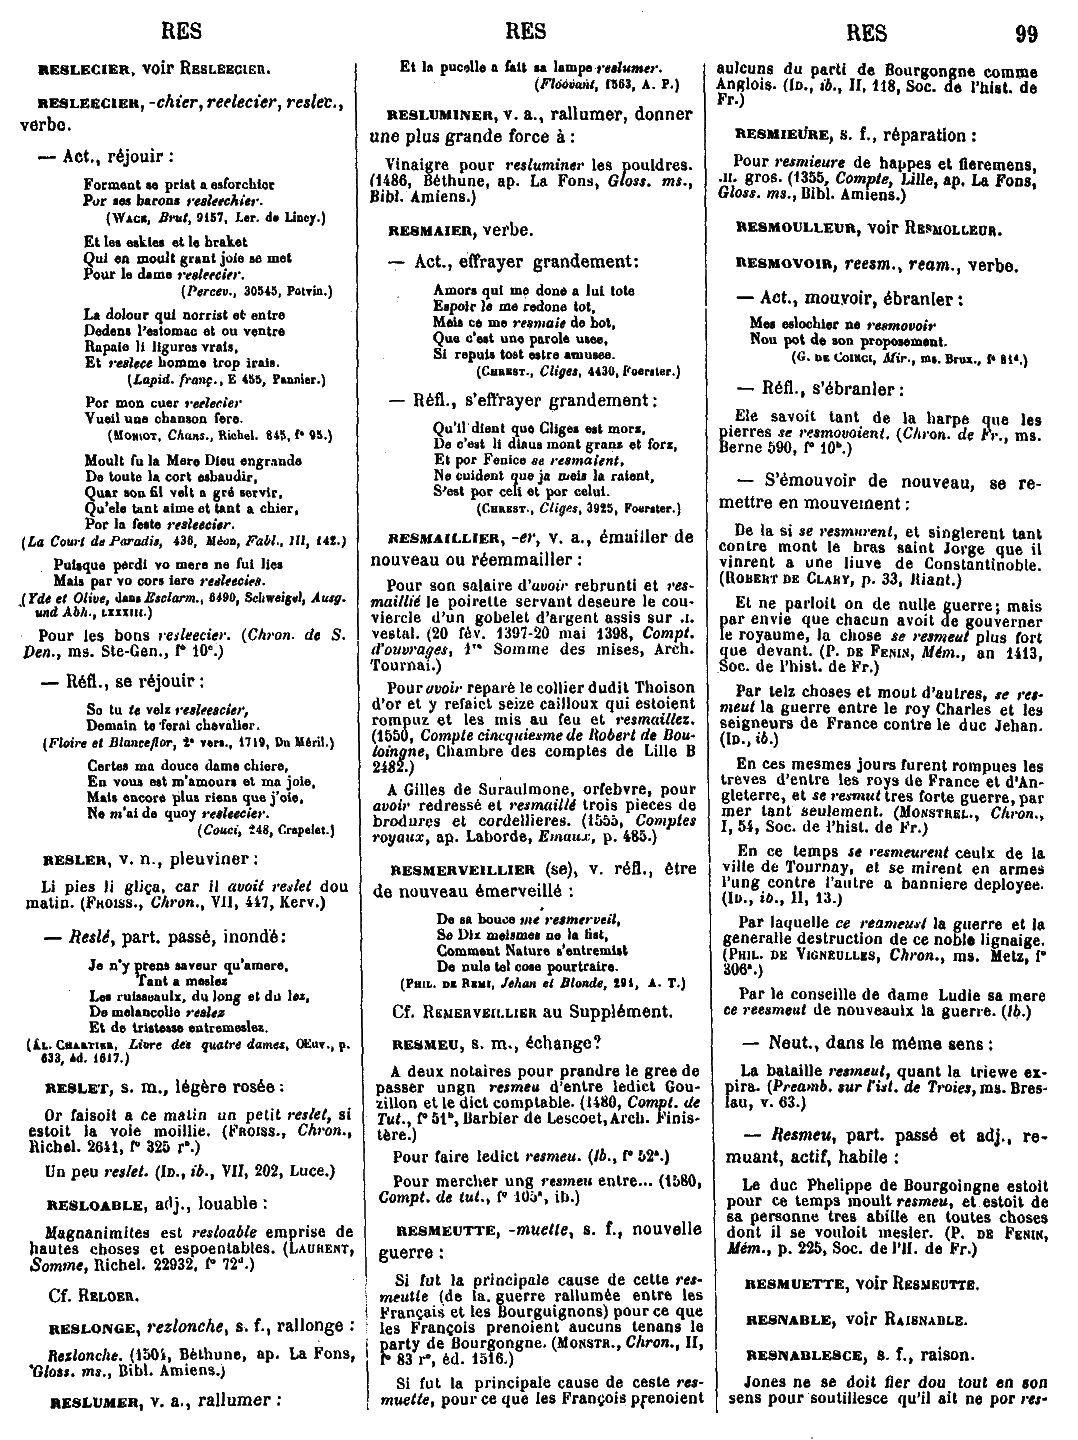 RES
RES
RES 99
RESLECIER, voir RESLEECIER.
RESLEECIER, -chier, reelecier, reslec.,
verbe.
— Act., réjouir :
Forment se prist a esforchier
Por ses barons resleechier.
(WACE, Brut, 9157, Ler. de Lincy.)
Et les eskies et le braket
Qui en moult grant joie se met
Pour le dame resleecier.
(Percev., 30545, Potvin.)
La dolour qui norrist et entre
Dedens l'estomac et ou ventre
Rapaie li ligures vrais,
Et reslece homme trop irais.
(Lapid. franç., E 455, Pannier.)
Por mon cuer reelecier
Vueil une chanson fere.
(MONIOT, Chans., Richel. 845, f° 95.)
Moult fu la Mere Dieu engrande
De toute la cort esbaudir,
Quar son fil velt a gré servir,
Qu'ele tant aime et tant a chier,
Por la feste resleecier.
(La Court de Paradis, 436, Méon, Fabl., III, 142.)
Puisque perdi vo mere ne fui lies
Mais par vo cors iere resleecies.
(Yde et Olive, dans Esclarm., 6490, Schweigel, Ausg.
und Abh., LXXXIII.)
Pour les bons resleecier. (Chron. de S.
Den., ms. Ste-Gen., f° 10c.)
— Réfl., se réjouir :
So tu te velz resleescier,
Demain te ferai chevalier.
(Floire et Blanceflor, 2e vers., 1719, Du Méril.)
Certes ma douce dame chiere,
En vous est m'amours et ma joie,
Mais encore plus riens que j'oie,
Ne m'ai de quoy resleecier.
(Couci, 248, Crapelet.)
RESLER, v. n., pleuviner :
Li pies li gliça, car il avoit reslet dou
matin. (FROISS., Chron., VII, 447, Kerv.)
— Reslé, part. passé, inondé :
Je n'y prens saveur qu'amere,
Tant a meslez
Les ruisseaulx, du long et du lez,
De melancolie reslez
Et de tristesse entremeslez.
(AL. CHARTIER, Livre des quatre dames, OEuv., p.
633, éd. 1617.)
RESLET, s. m., légère rosée :
Or faisoit a ce matin un petit reslet, si
estoit la voie moillie. (FROISS., Chron.,
Richel. 2641, f° 325 r°.)
Un peu reslet. (ID., ib., VII, 202, Luce.)
RESLOABLE, adj., louable :
Magnanimites est resloable emprise de
hautes choses et espoentables. (LAURENT,
Somme, Richel. 22932, f° 72d.)
Cf. RELOER.
RESLONGE, rezlonche, s. f., rallonge :
Rezlonche. (1504, Béthune, ap. La Fons,
Gloss. ms., Bibl. Amiens.)
RESLUMER, v. a., rallumer :
Et la pucelle a fait sa lampe reslumer.
(Floovant, 1563, A. P.)
RESLUMINER, v. a., rallumer, donner
une plus grande force à :
Vinaigre pour resluminer les pouldres.
(1486, Béthune, ap. La Fons, Gloss. ms.,
Bibl. Amiens.)
RESMAIER, verbe.
— Act., effrayer grandement :
Amors qui me done a lui tote
Espoir le me redone tot,
Meis ce me resmaie de bot,
Que c'est une parole usee,
Si repuis tost estre amusee.
(CHREST., Cliges, 4430, Foerster.)
— Réfl., s'effrayer grandement :
Qu'il dient que Cliges est morz,
De c'est li diaus mont granz et forz,
Et por Fenice se resmaient,
Ne cuident que ja meis la raient,
S'est por celi et por celui.
(CHREST., Cliges, 3925, Foerster.)
RESMAILLIER, -er, v. a., émailler de
nouveau ou réemmailler :
Pour son salaire d'avoir rebrunti et res-
maillié le poirette servant deseure le cou-
viercle d'un gobelet d'argent assis sur .I.
vestal. (20 fév. 1397-20 mai 1398, Compt.
d'ouvrages, 1re Somme des mises, Arch.
Tournai.)
Pour avoir reparé le collier dudit Thoison
d'or et y refaict seize cailloux qui estoient
rompuz et les mis au feu et resmaillez.
(1550, Compte cincquiesme de Robert de Bou-
loingne, Chambre des comptes de Lille B
2482.)
A Gilles de Suraulmone, orfebvre, pour
avoir redressé et resmaillé trois pieces de
brodures et cordellieres. (1555, Comptes
royaux, ap. Laborde, Emaux, p. 485.)
RESMERVEILLIER (se), v. réfl., être
de nouveau émerveillé :
De sa bouce me resmerveil,
Se Dix meismes ne la fist,
Comment Nature s'entremist
De nule tel cose pourtraire.
(PHIL. DE REMI, Jehan et Blonde, 291, A. T.)
Cf. REMERVEILLIER au Supplément.
RESMEU, s. m., échange ?
A deux notaires pour prandre le gree de
passer ungn resmeu d'entre ledict Gou-
zillon et le dict comptable. (1480, Compt. de
Tut., f° 51b, Barbier de Lescoet, Arch. Finis-
tère.)
Pour faire ledict resmeu. (Ib., f° 52a.)
Pour mercher ung resmeu entre... (1580,
Compt. de tut., f° 105a, ib.)
RESMEUTTE, -muette, s. f., nouvelle
guerre :
Si fut la principale cause de cette res-
meutte (de la guerre rallumée entre les
Français et les Bourguignons) pour ce que
les François prenoient aucuns tenans le
party de Bourgongne. (MONSTR., Chron., II,
f° 83 r°, éd. 1516.)
Si fut la principale cause de ceste res-
muette, pour ce que les François prenoient
aulcuns du parti de Bourgongne comme
Anglois. (ID., ib., II, 118, Soc. de l'hist. de
Fr.)
RESMIEURE, s. f., réparation :
Pour resmieure de happes et fieremens,
.II. gros. (1355, Compte, Lille, ap. La Fons,
Gloss. ms., Bibl. Amiens.)
RESMOULLEUR, voir RESMOLLEUR.
RESMOVOIR, reesm., ream., verbe.
— Act., mouvoir, ébranler :
Mes eslochier ne resmovoir
Nou pot de son proposement.
(G. DE COINCI, Mir., ms. Brux., f° 81d.)
— Réfl., s'ébranler :
Ele savoit tant de la harpe que les
pierres se resmovoient. (Chron. de Fr., ms.
Berne 590, f° 10b.)
— S'émouvoir de nouveau, se re-
mettre en mouvement :
De la si se resmurent, et singlerent tant
contre mont le bras saint Jorge que il
vinrent a une liuve de Constantinoble.
(ROBERT DE CLARY, p. 33, Riant.)
Et ne parloit on de nulle guerre ; mais
par envie que chacun avoit de gouverner
le royaume, la chose se resmeut plus fort
que devant. (P. DE FENIN, Mém., an 1413,
Soc. de l'hist. de Fr.)
Par telz choses et mout d'autres, se res-
meut la guerre entre le roy Charles et les
seigneurs de France contre le duc Jehan.
(ID., ib.)
En ces mesmes jours furent rompues les
treves d'entre les roys de France et d'An-
gleterre, et se resmut tres forte guerre, par
mer tant seulement. (MONSTREL., Chron.,
I, 54, Soc. de l'hist. de Fr.)
En ce temps se resmeurent ceulx de la
ville de Tournay, et se mirent en armes
l'ung contre l'autre a banniere deployee.
(ID., ib., II, 13.)
Par laquelle ce reameust la guerre et la
generalle destruction de ce noble lignaige.
(PHIL. DE VIGNEULLES, Chron., ms. Metz, f°
306a.)
Par le conseille de dame Ludie sa mere
ce reesmeut de nouveaulx la guerre. (Ib.)
— Neut., dans le même sens :
La bataille resmeut, quant la triewe ex-
pira. (Preamb. sur l'ist. de Troies, ms. Bres-
lau, v. 63.)
— Resmeu, part. passé et adj., re-
muant, actif, habile :
Le duc Phelippe de Bourgoingne estoit
pour ce temps moult resmeu, et estoit de
sa personne tres abille en toutes choses
dont il se vouloit mesler. (P. DE FENIN,
Mém., p. 225, Soc. de l'H. de Fr.)
RESMUETTE, voir RESMEUTTE.
RESNABLE, voir RAISNABLE.
RESNABLESCE, s. f., raison.
Jones ne se doit fier dou tout en son
sens pour soutillesce qu'il ait ne por res-